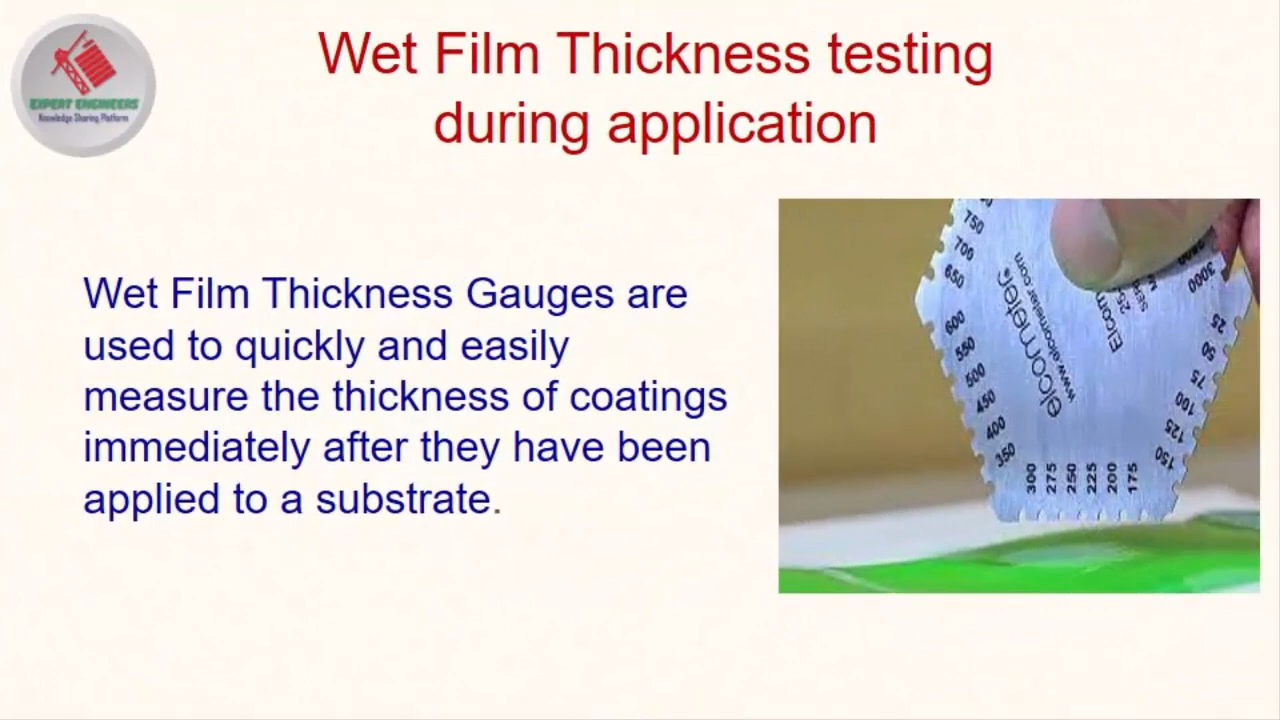 EXPERT ENGINEERS
Knowledge Sharing Platform
Wet Film Thickness testing
during application
Wet Film Thickness Gauges are
used to quickly and easily
measure the thickness of coatings
immediately after they have been
applied to a substrate.
750
700
650
600
550
500
450
400
350
300
275
250
225
200
175
150
125
100
75
50
25
3000
elcometer®
www.elcometer.com